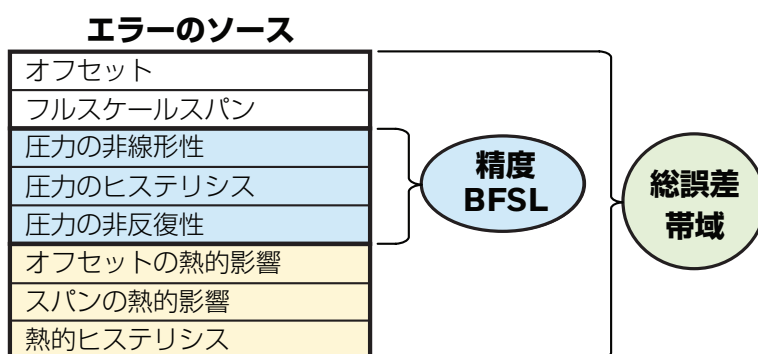 エラーのソース
オフセット
フルスケールスパン
圧力の非線形性
圧力のヒステリシス
圧力の非反復性
オフセットの熱的影響
スパンの熱的影響
熱的ヒステリシス
精度
BFSL
総誤差
帯域